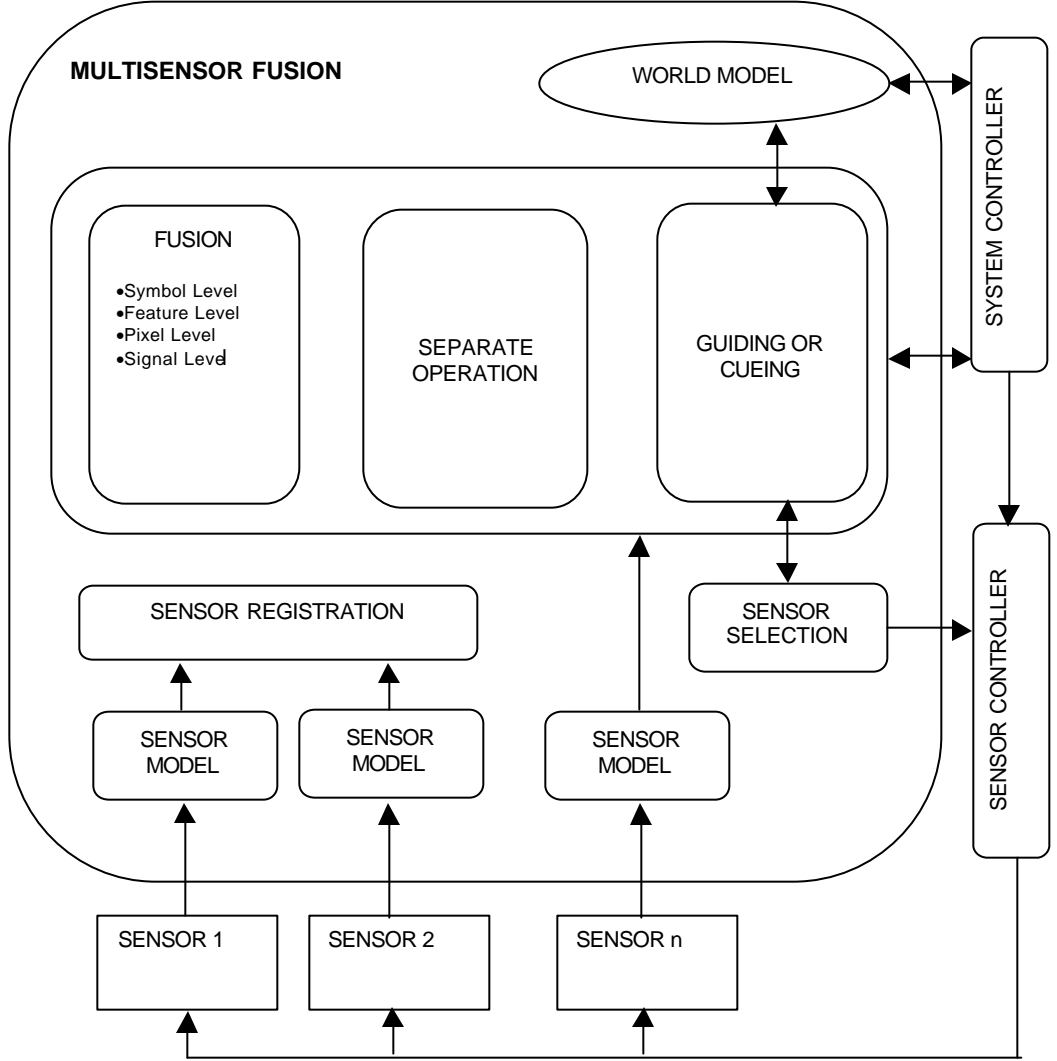 MULTISENSOR FUSION
WORLD MODEL
SYSTEM CONTROLLER
FUSION
•Symbol Level
•Feature Level
•Pixel Level
•Signal Level
SEPARATE
OPERATION
GUIDING OR
CUEING
SENSOR REGISTRATION
SENSOR
SELECTION
SENSOR CONTROLLER
SENSOR
MODEL
SENSOR
MODEL
SENSOR
MODEL
SENSOR 1
SENSOR 2
SENSOR n